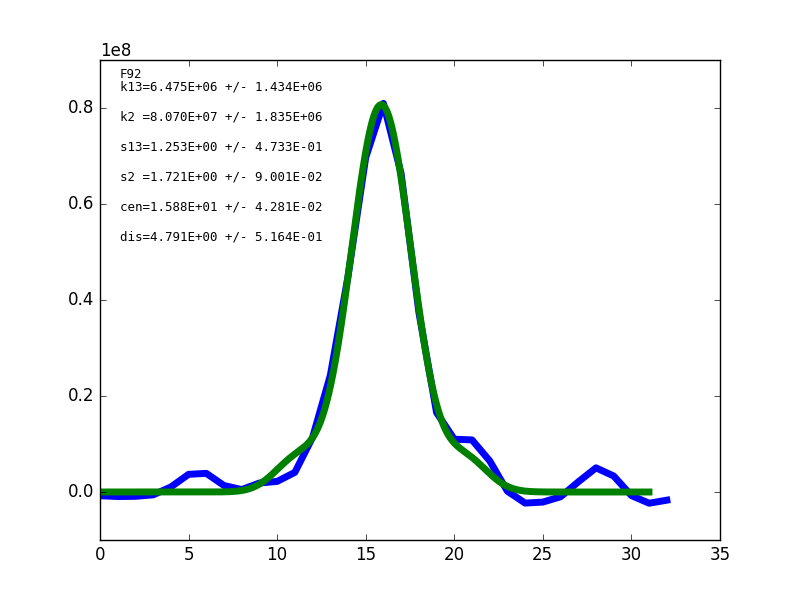 1e8
F92
k13=6.475E+06 +/- 1.434E+06
k2 =8.070E+07 +/- 1.835E+06
s13=1.253E+00 +/- 4.733E-01
s2 =1.721E+00 +/- 9.001E-02
cen=1.588E+01 +/- 4.281E-02
dis=4.791E+00 +/- 5.164E-01
0.8
0.6
0.4
0.2
0.0
0 5 10 15 20 25 30 35